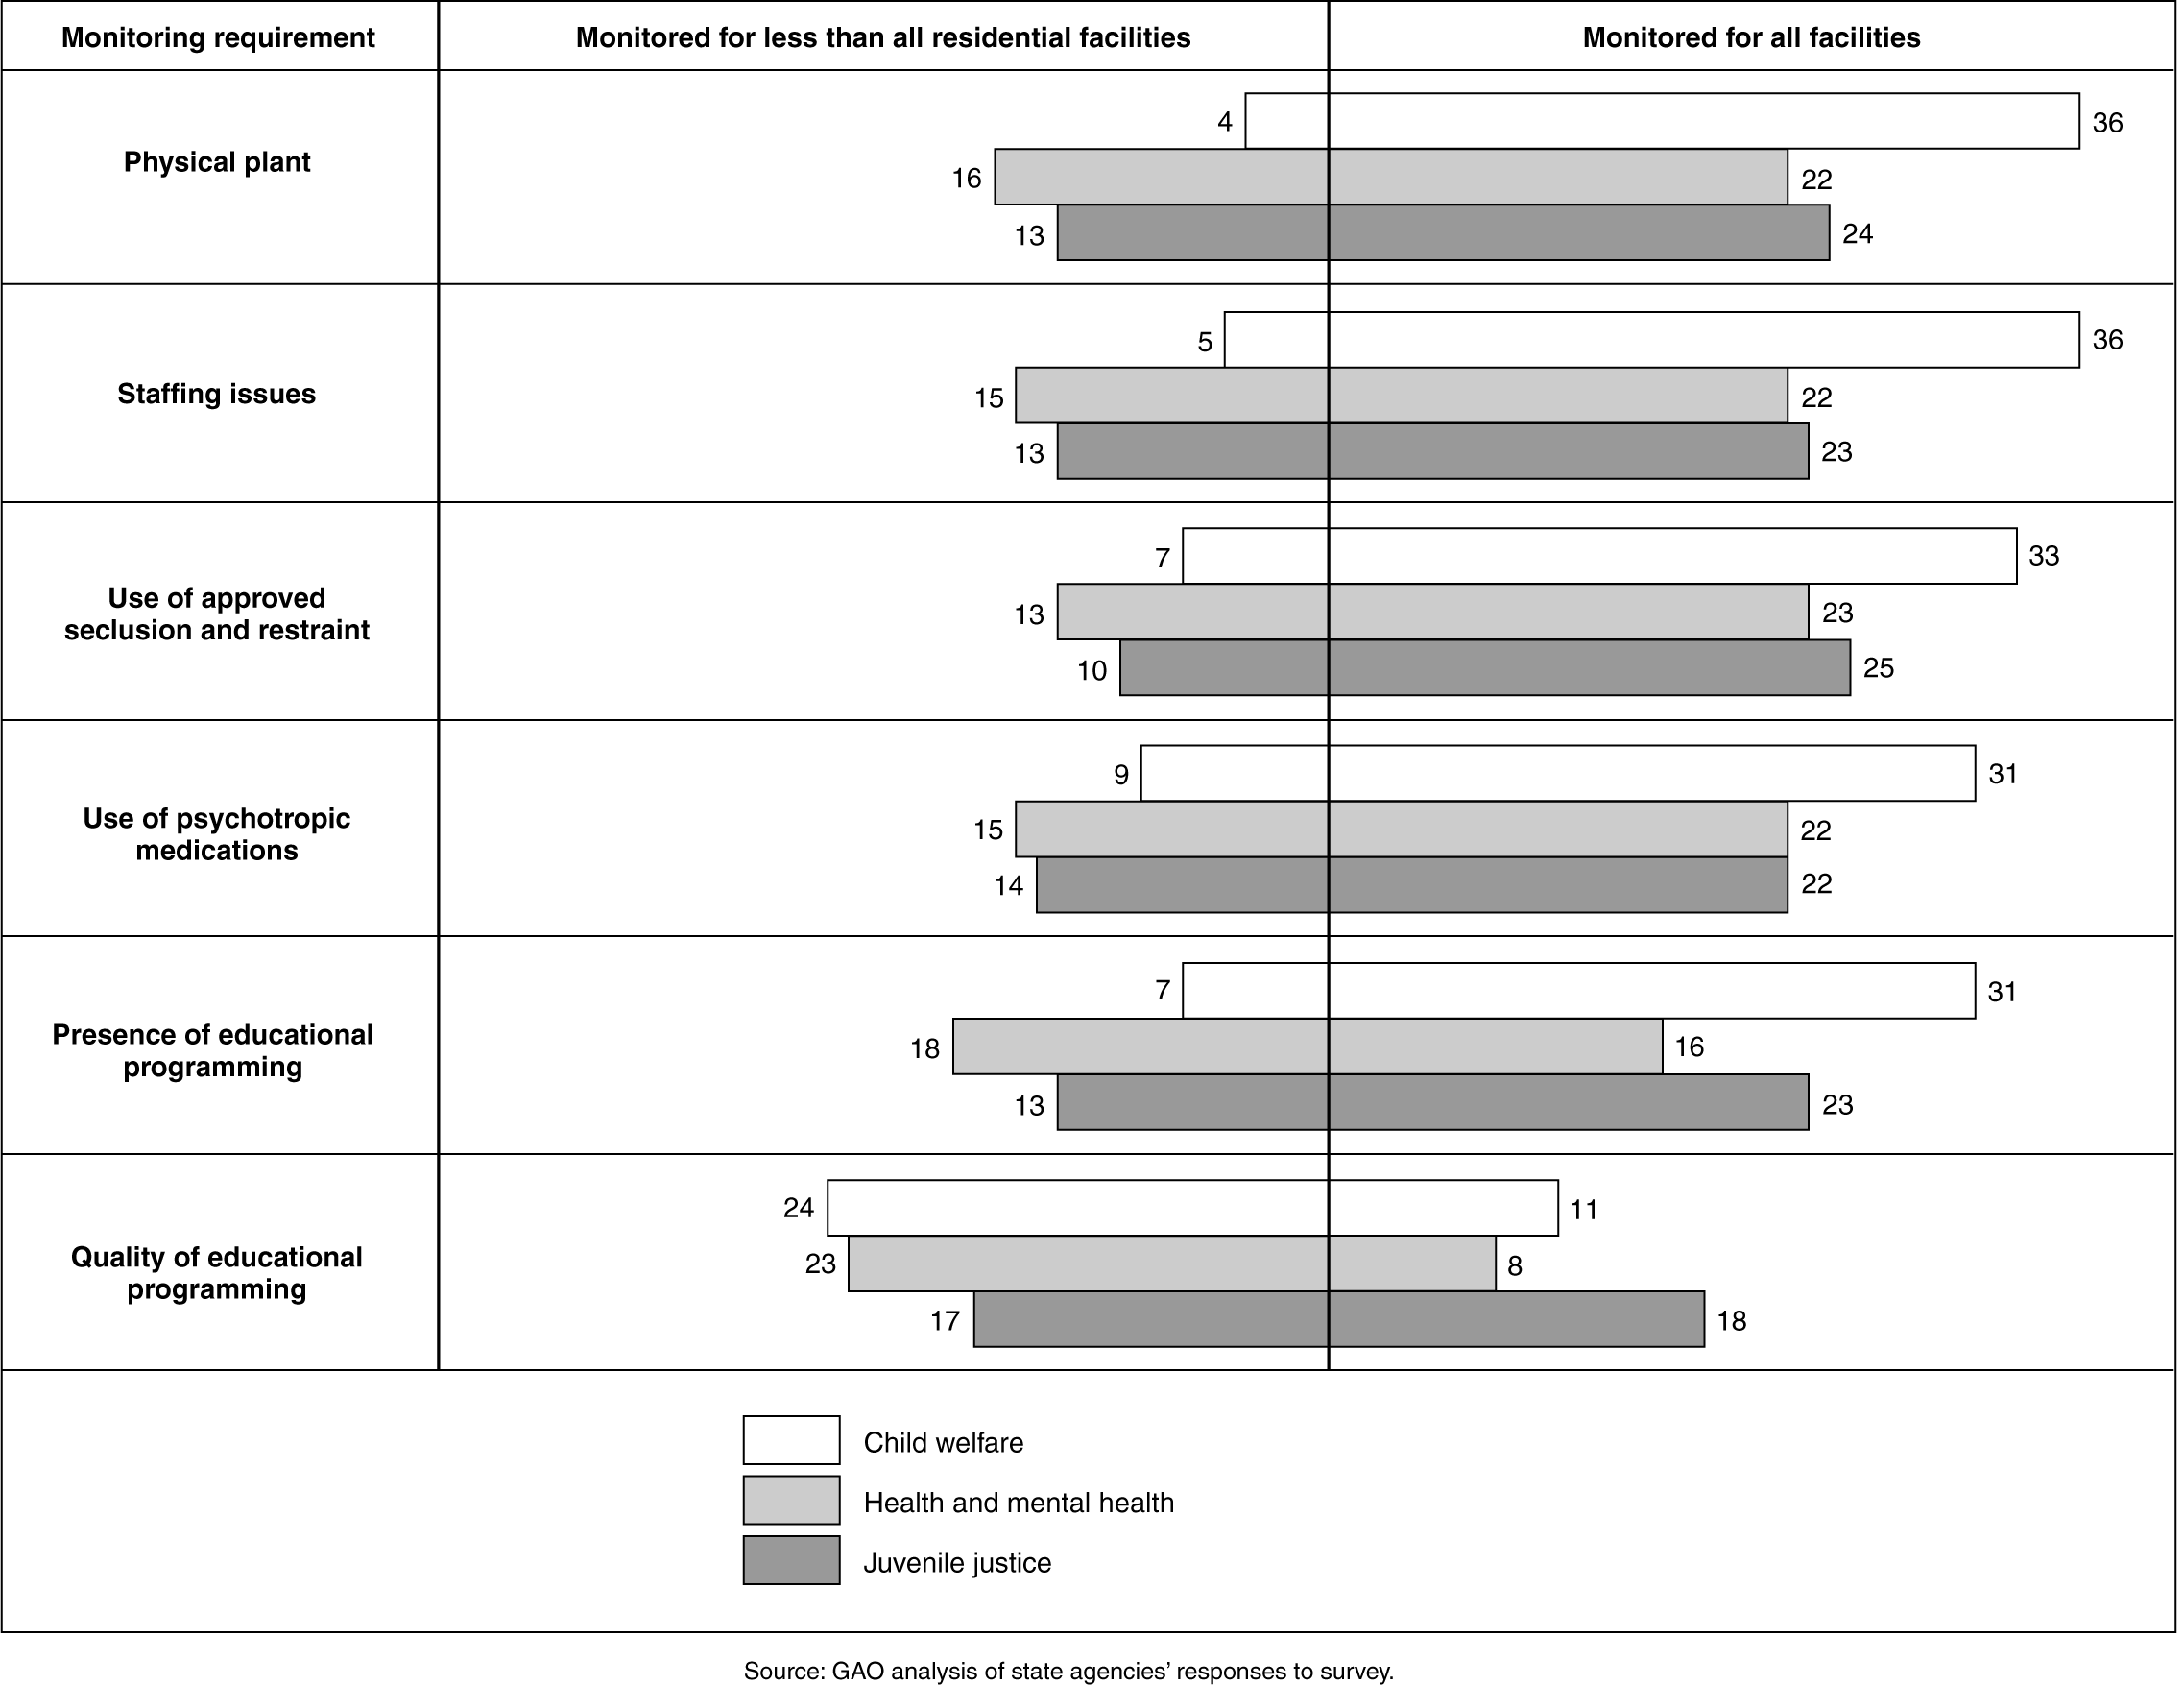 Monitoring requirement
Monitored for less than all residential facilities
Monitored for all facilities
Physical plant
4
36
16
22
13
24
Staffing issues
5
36
15
22
13
23
Use of approved
seclusion and restraint
7
33
13
23
10
25
Use of psychotropic
medications
9
31
15
22
14
22
Presence of educational
programming
7
31
18
16
13
23
Quality of educational
programming
24
11
23
8
17
18
Child welfare
Health and mental health
Juvenile justice
Source: GAO analysis of state agencies’ responses to survey.